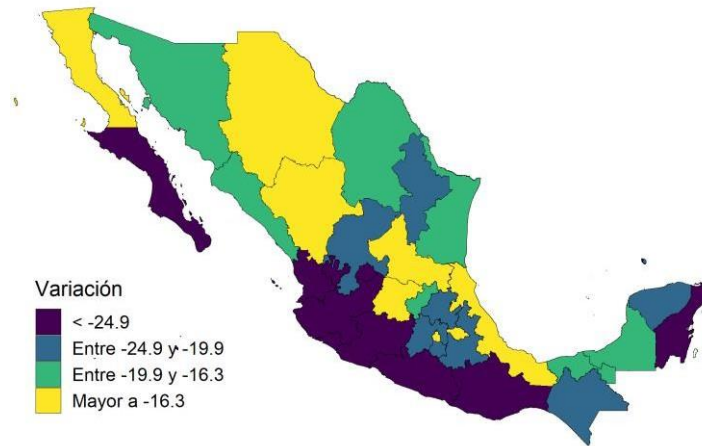 Variación
< -24.9
Entre -24.9 y -19.9
Entre -19.9 y -16.3
Mayor a -16.3